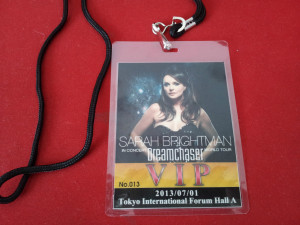 SARAH BRIGHTMAN
IN CONCERT Dreamchaser WORLD TOUR
VIP
No.013
2013/07/01
Tokyo International Forum Hall A